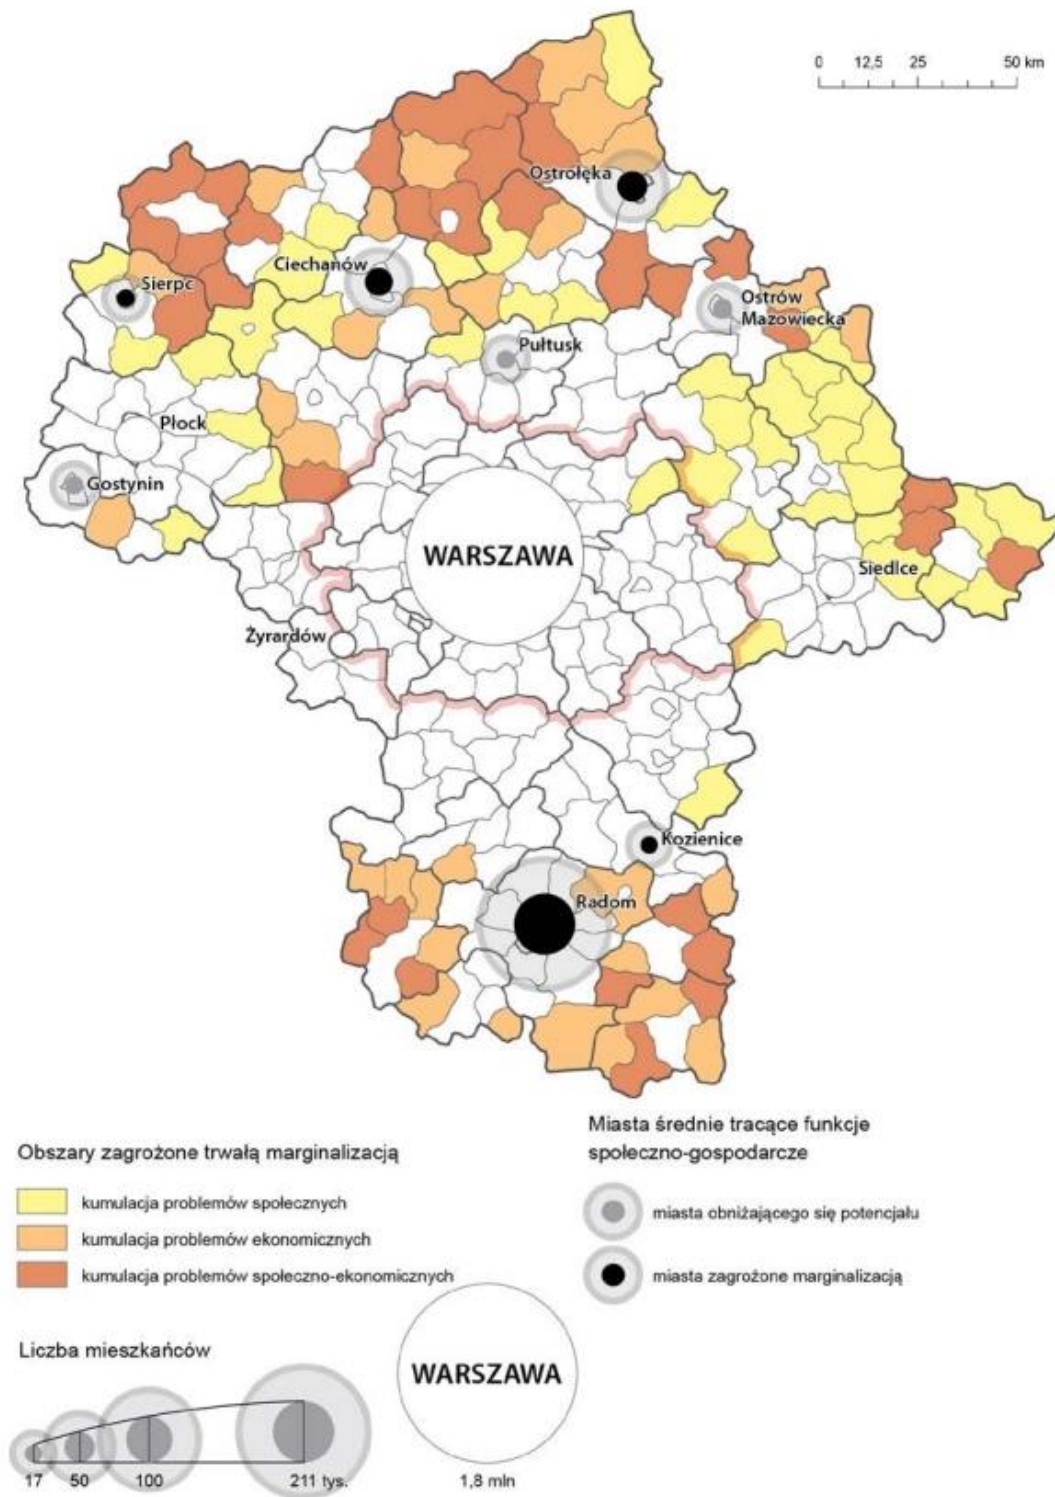 0 12,5 25 50 km
Ostrołęka
Ciechanów
Sierpc
Ostrów
Mazowiecka
Pułtusk
Płock
Gostynin
WARSZAWA
Siedlce
Żyrardów
Kozienice
Radom
Obszary zagrożone trwałą marginalizacją
kumulacja problemów społecznych
kumulacja problemów ekonomicznych
kumulacja problemów społeczno-ekonomicznych
Miasta średnie tracące funkcje
społeczno-gospodarcze
miasta obniżającego się potencjału
miasta zagrożone marginalizacją
Liczba mieszkańców
17 50 100 211 tys.
WARSZAWA
1,8 mln